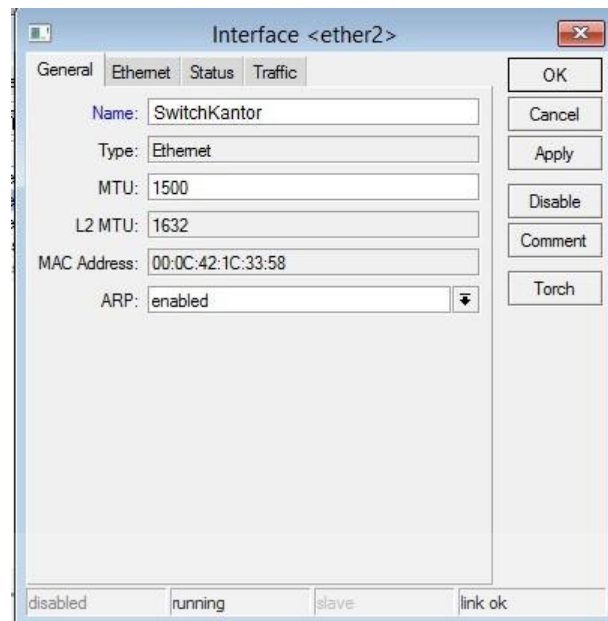 Interface <ether2>
General Ethernet Status Traffic
OK
Name: SwitchKantor
Cancel
Type: Ethernet
Apply
MTU: 1500
Disable
L2 MTU: 1632
Comment
MAC Address: 00:0C:42:1C:33:58
Torch
ARP: enabled
disabled running slave link ok